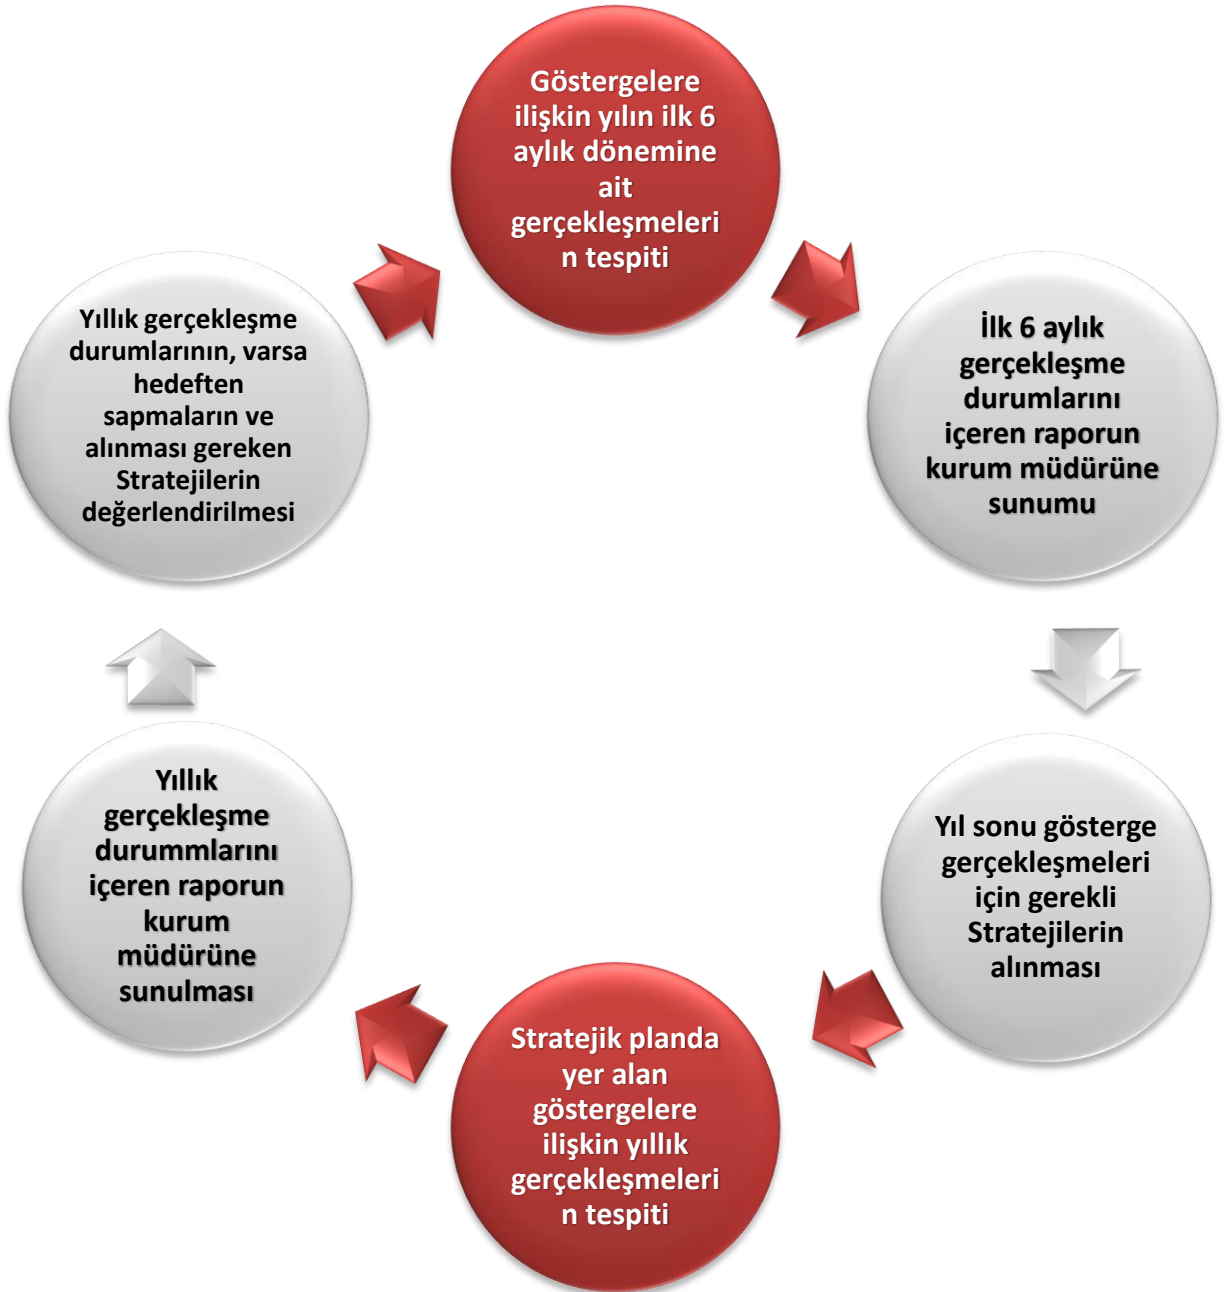 Göstergelere
ilişkin yılın ilk 6
aylık dönemine
ait
gerçekleşmeleri
n tespiti
İlk 6 aylık
gerçekleşme
durumlarını
içeren raporun
kurum müdürüne
sunumu
Yıl sonu gösterge
gerçekleşmeleri
için gerekli
Stratejilerin
alınması
Stratejik planda
yer alan
göstergelere
ilişkin yıllık
gerçekleşmeleri
n tespiti
Yıllık
gerçekleşme
durummlarını
içeren raporun
kurum
müdürüne
sunulması
Yıllık gerçekleşme
durumlarının, varsa
hedeften
sapmaların ve
alınması gereken
Stratejilerin
değerlendirilmesi